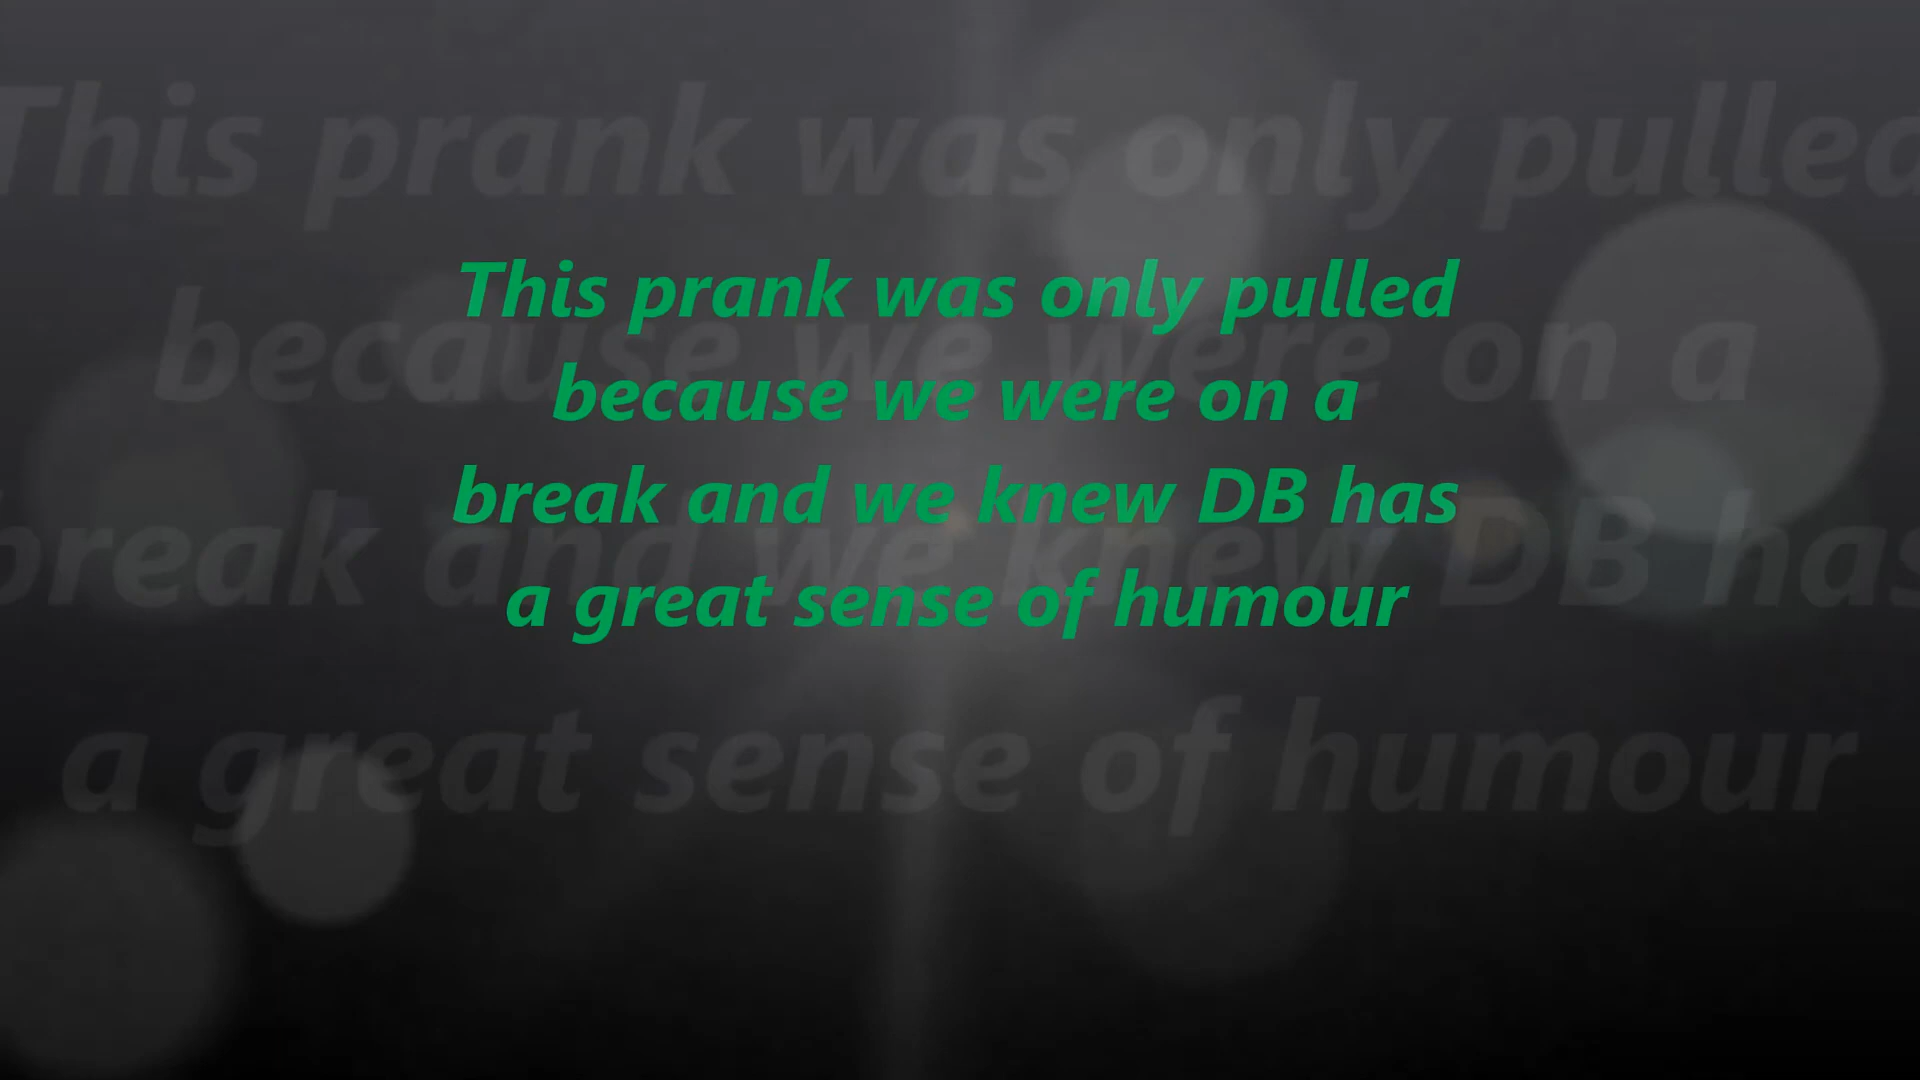 This prank was only pulled
because we were on a
break and we knew DB has
a great sense of humour